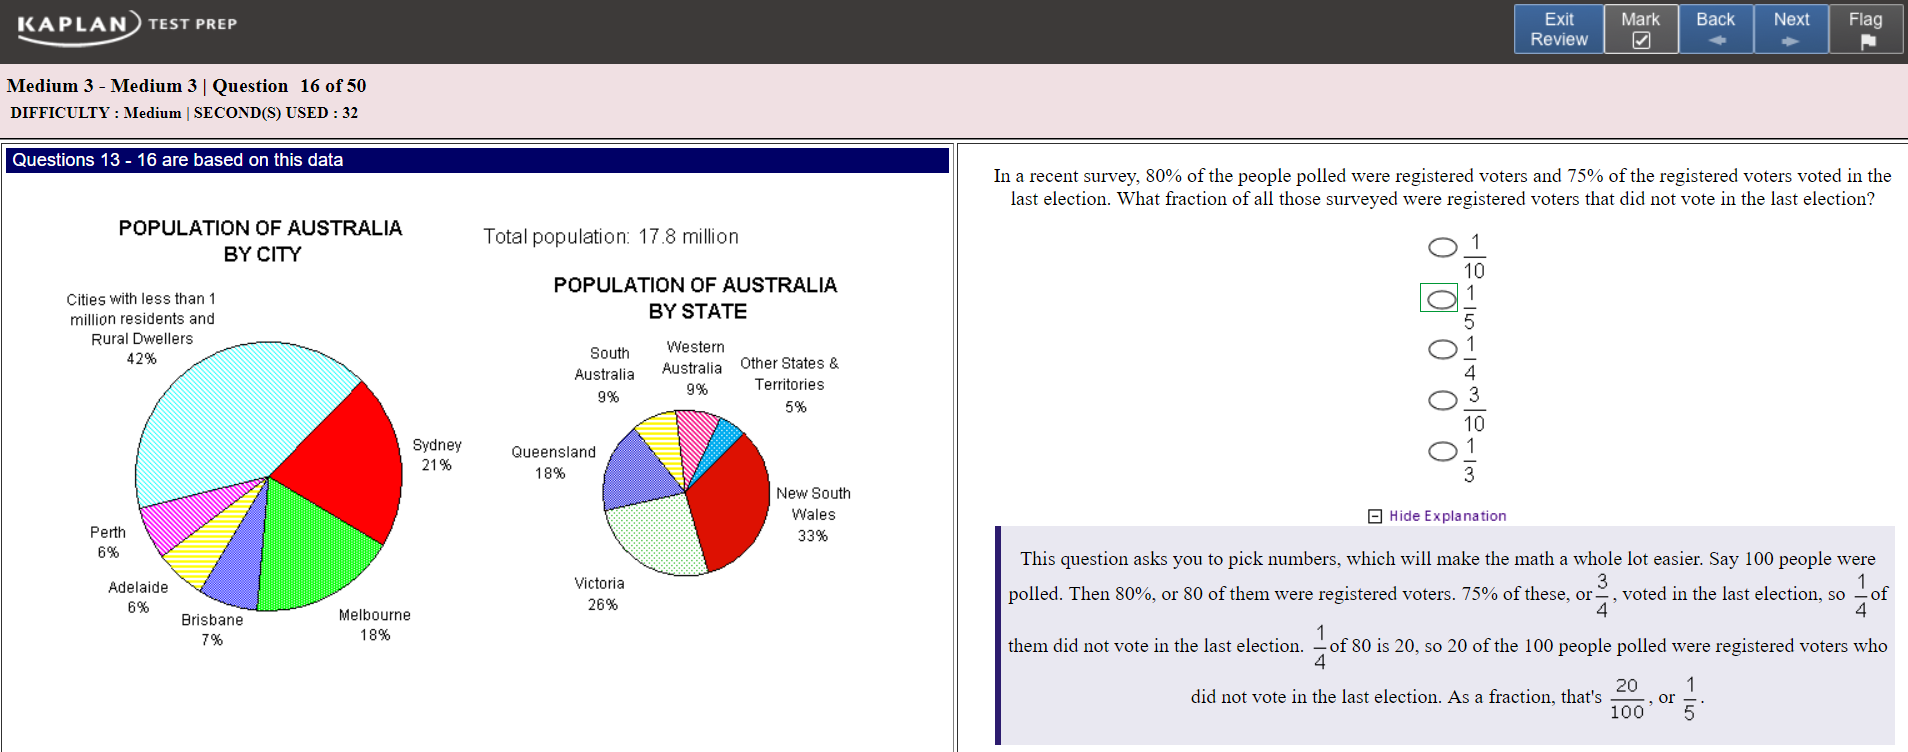 KAPLAN TEST PREP
Exit Review
Mark
Back
Next
Flag
Medium 3 - Medium 3 | Question 16 of 50
DIFFICULTY : Medium | SECOND(S) USED : 32
Questions 13 - 16 are based on this data
POPULATION OF AUSTRALIA
BY CITY
Cities with less than 1
million residents and
Rural Dwellers
42%
Sydney
21%
Perth
6%
Adelaide
6%
Brisbane
7%
Melbourne
18%
Total population: 17.8 million
POPULATION OF AUSTRALIA
BY STATE
South
Australia
9%
Western
Australia
9%
Other States &
Territories
5%
Queensland
18%
New South
Wales
33%
Victoria
26%
In a recent survey, 80% of the people polled were registered voters and 75% of the registered voters voted in the
last election. What fraction of all those surveyed were registered voters that did not vote in the last election?
1/10
1/5
1/4
3/10
1/3
Hide Explanation
This question asks you to pick numbers, which will make the math a whole lot easier. Say 100 people were
polled. Then 80%, or 80 of them were registered voters. 75% of these, or 3/4, voted in the last election, so 1/4 of
them did not vote in the last election. 1/4 of 80 is 20, so 20 of the 100 people polled were registered voters who
did not vote in the last election. As a fraction, that's 20/100, or 1/5.